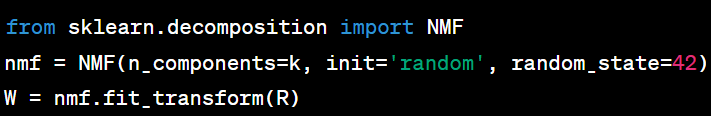 from sklearn.decomposition import NMF
nmf = NMF(n_components=k, init='random', random_state=42)
W = nmf.fit_transform(R)